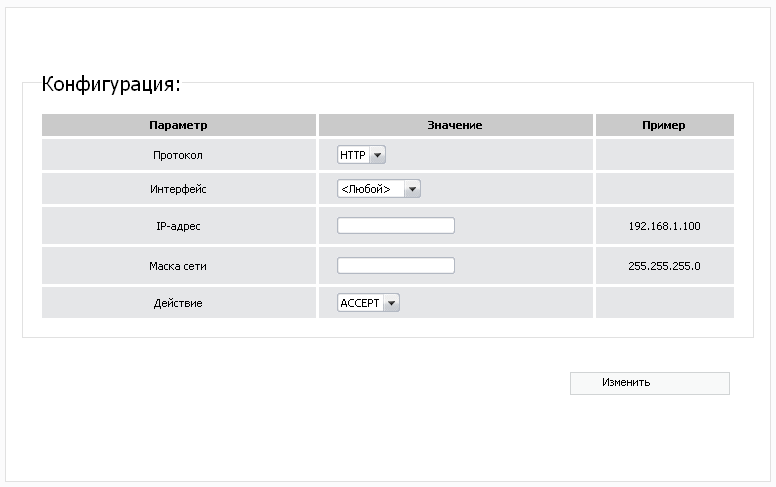 Конфигурация:
Параметр Значение Пример
Протокол HTTP
Интерфейс <Любой>
IP-адрес 192.168.1.100
Маска сети 255.255.255.0
Действие ACCEPT
Изменить